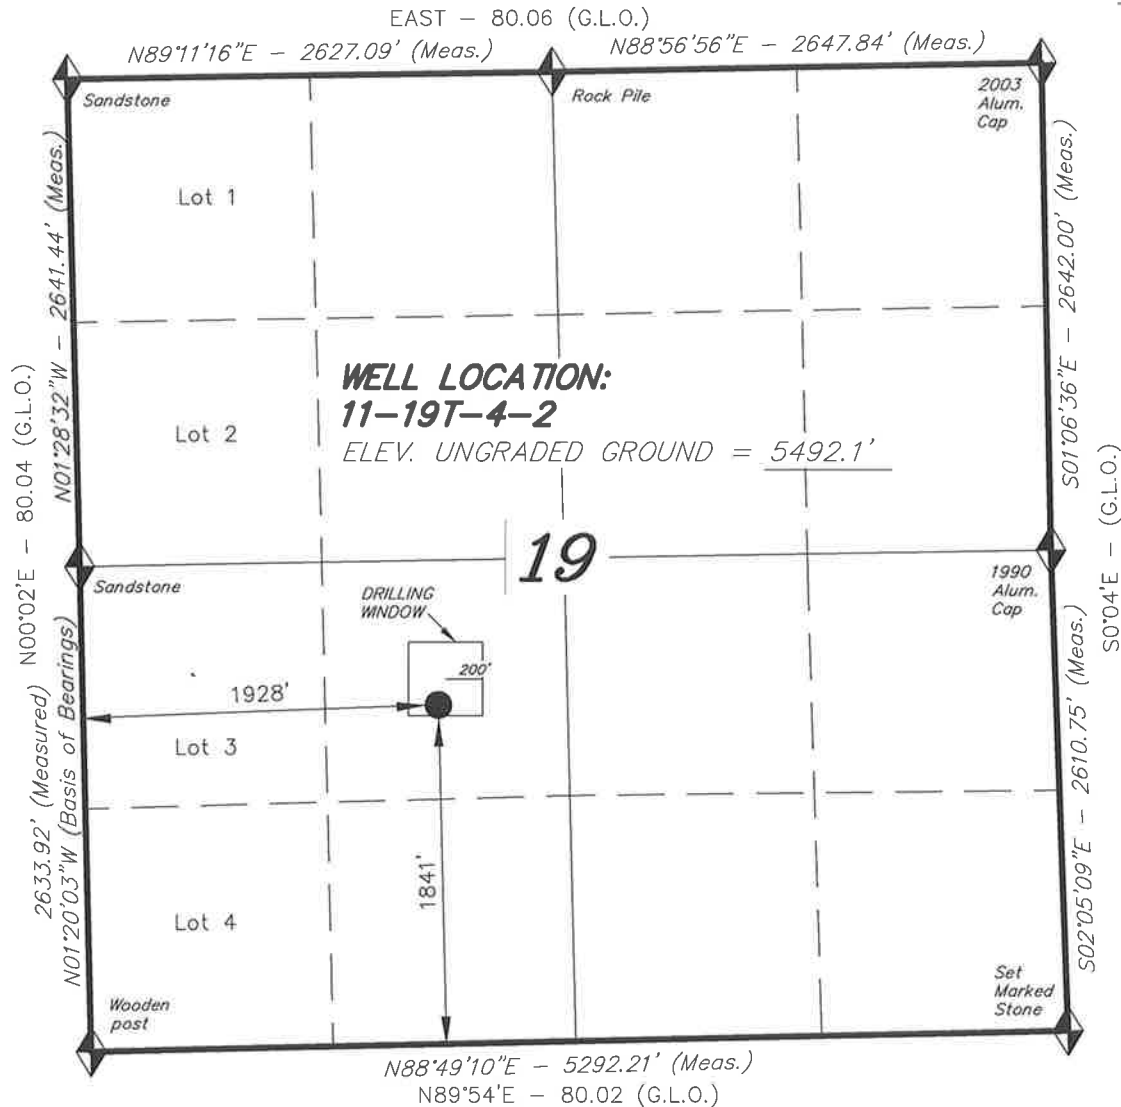 EAST – 80.06 (G.L.O.)
N89°11'16"E – 2627.09' (Meas.)
N88°56'56"E – 2647.84' (Meas.)
Sandstone
Rock Pile
2003
Alum.
Cap
Lot 1
N01°28'32"W – 2641.44' (Meas.)
S01°06'36"E – 2642.00' (Meas.)
WELL LOCATION:
11–19T–4–2
ELEV. UNGRADED GROUND = 5492.1'
Lot 2
N00°02'E – 80.04 (G.L.O.)
S0°04'E – (G.L.O.)
19
Sandstone
1990
Alum.
Cap
DRILLING
WINDOW
200'
1928'
Lot 3
2633.92' (Measured)
N01°20'03"W (Basis of Bearings)
S02°05'09"E – 2610.75' (Meas.)
1841'
Lot 4
Wooden
post
Set
Marked
Stone
N88°49'10"E – 5292.21' (Meas.)
N89°54'E – 80.02 (G.L.O.)